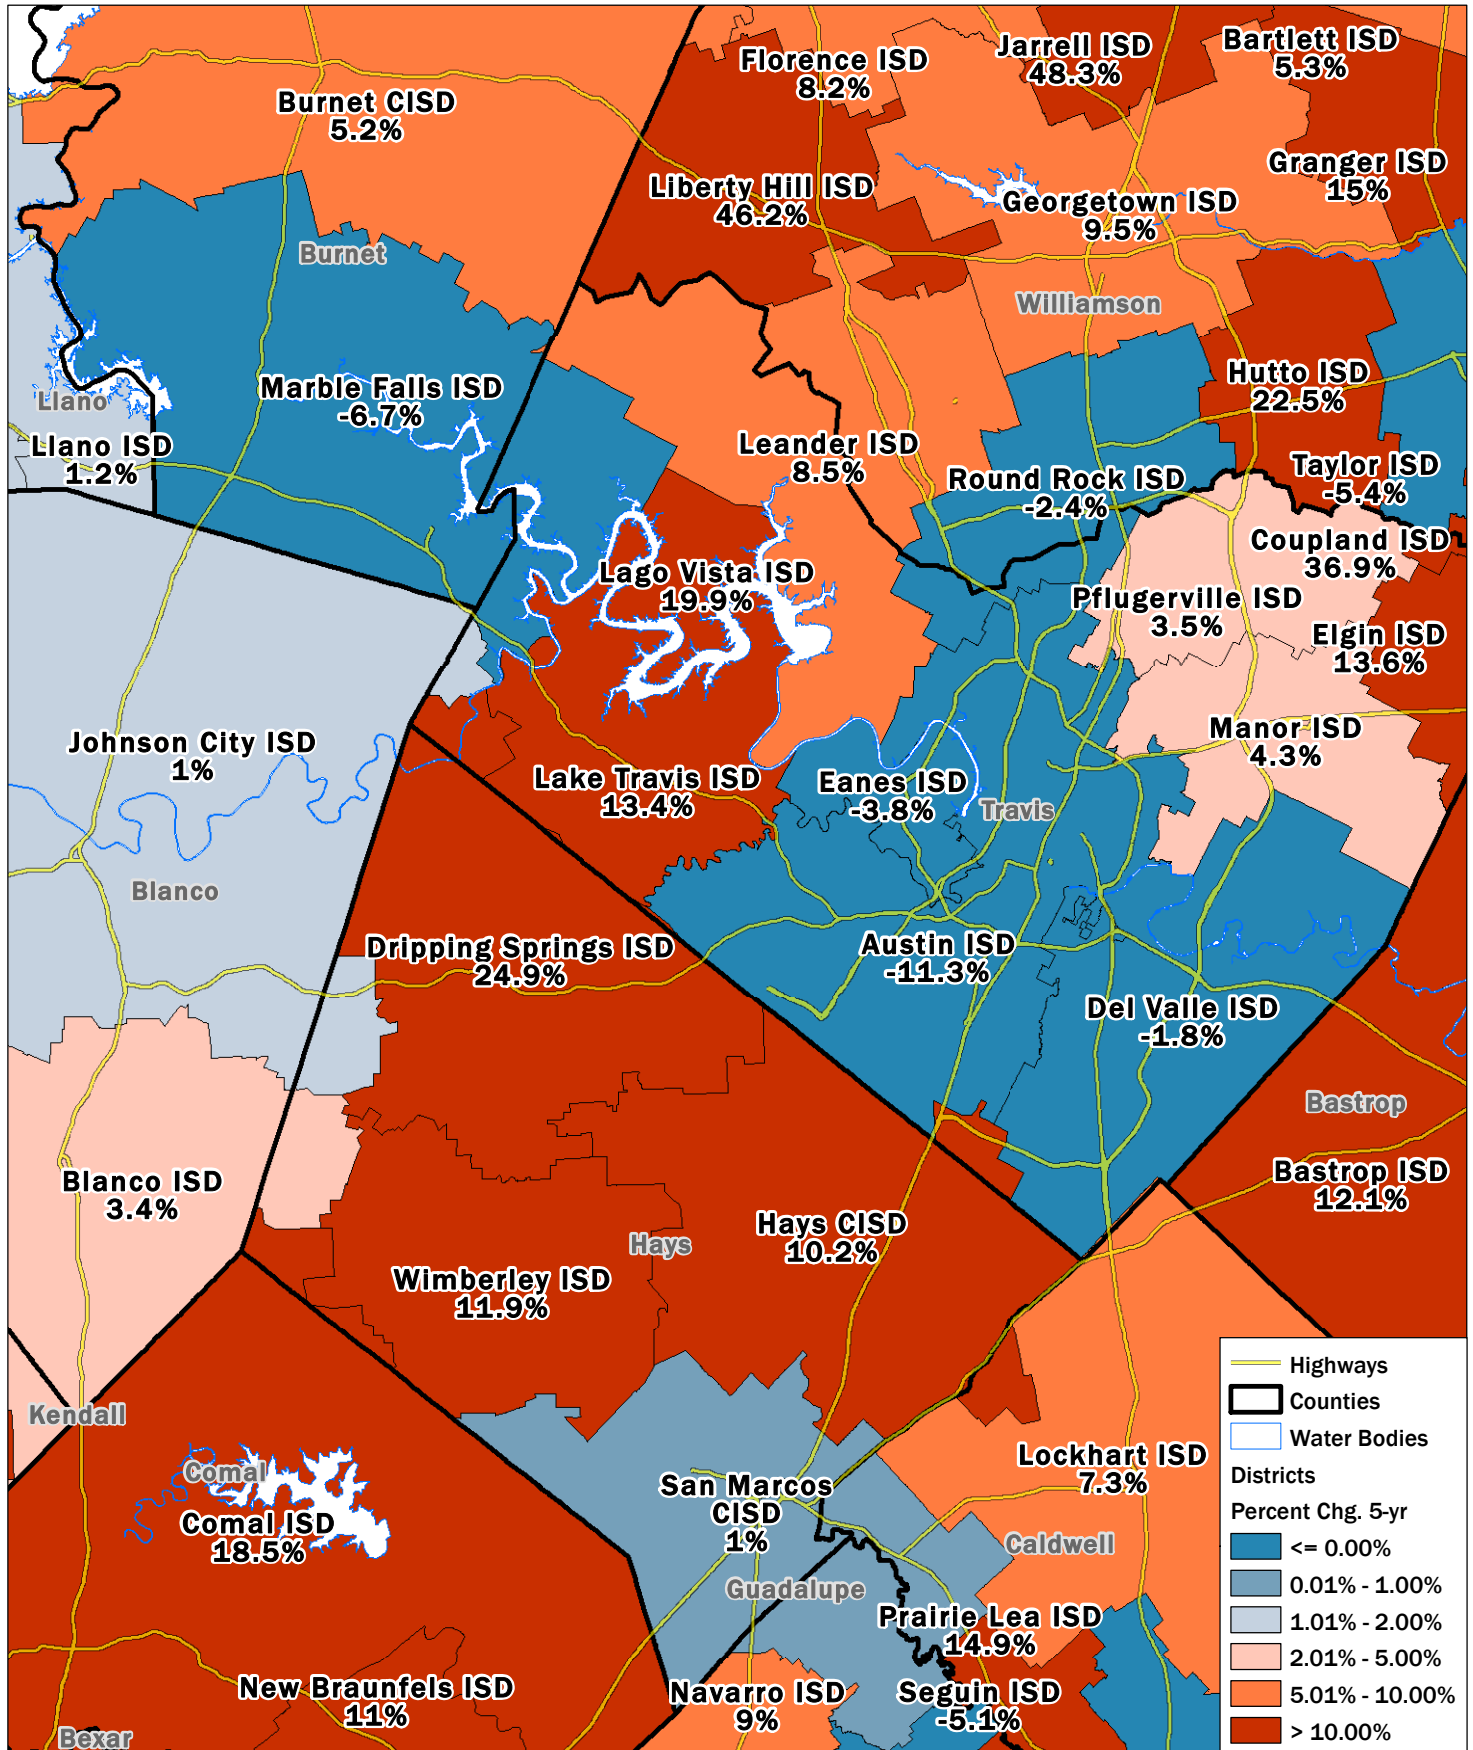 Florence ISD
8.2%
Jarrell ISD
48.3%
Bartlett ISD
5.3%
Burnet CISD
5.2%
Liberty Hill ISD
46.2%
Georgetown ISD
9.5%
Granger ISD
15%
Burnet
Williamson
Marble Falls ISD
-6.7%
Llano
Llano ISD
1.2%
Leander ISD
8.5%
Hutto ISD
22.5%
Round Rock ISD
-2.4%
Taylor ISD
-5.4%
Coupland ISD
36.9%
Lago Vista ISD
19.9%
Pflugerville ISD
3.5%
Elgin ISD
13.6%
Johnson City ISD
1%
Manor ISD
4.3%
Lake Travis ISD
13.4%
Eanes ISD
-3.8%
Travis
Blanco
Dripping Springs ISD
24.9%
Austin ISD
-11.3%
Del Valle ISD
-1.8%
Bastrop
Bastrop ISD
12.1%
Blanco ISD
3.4%
Hays CISD
10.2%
Hays
Wimberley ISD
11.9%
Kendall
Comal
Comal ISD
18.5%
San Marcos
CISD
1%
Lockhart ISD
7.3%
Caldwell
Guadalupe
Prairie Lea ISD
14.9%
New Braunfels ISD
11%
Navarro ISD
9%
Seguin ISD
-5.1%
Bexar
Highways
Counties
Water Bodies
Districts
Percent Chg. 5-yr
<= 0.00%
0.01% - 1.00%
1.01% - 2.00%
2.01% - 5.00%
5.01% - 10.00%
> 10.00%